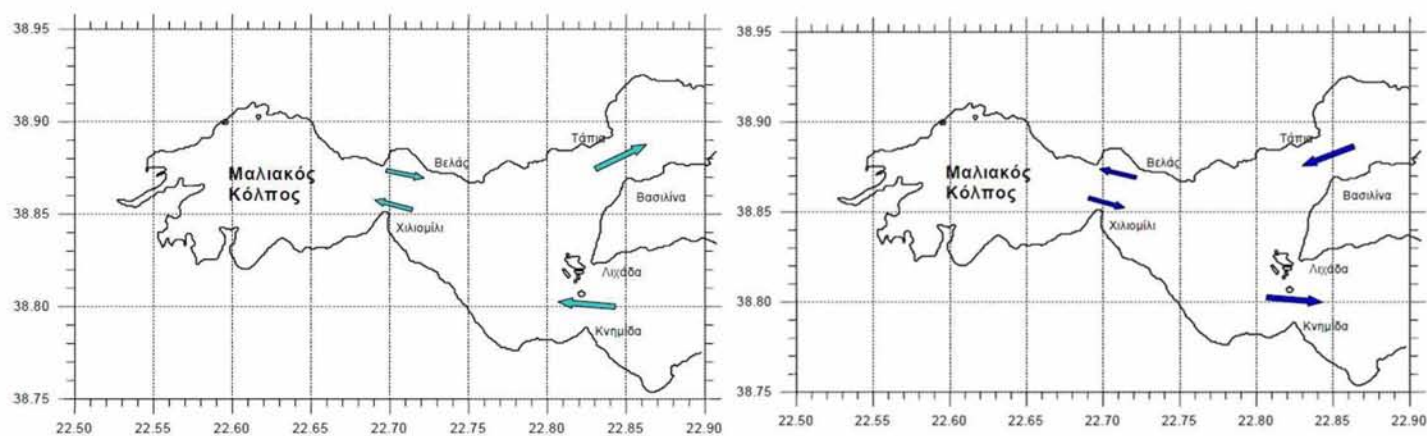 38.95
38.90
38.85
38.80
38.75
22.50 22.55 22.60 22.65 22.70 22.75 22.80 22.85 22.90
Μαλιακός
Κόλπος
Βελάς
Τάπια
Βασιλίνα
Χιλιομίλι
Λιχάδα
Κνημίδα
38.95
38.90
38.85
38.80
38.75
22.50 22.55 22.60 22.65 22.70 22.75 22.80 22.85 22.90
Μαλιακός
Κόλπος
Βελάς
Τάπια
Βασιλίνα
Χιλιομίλι
Λιχάδα
Κνημίδα